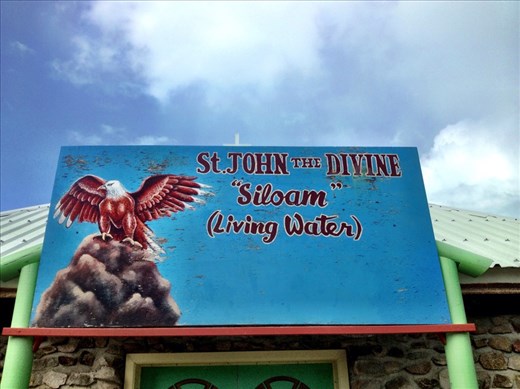 St. JOHN THE DIVINE
"Siloam"
(Living Water)